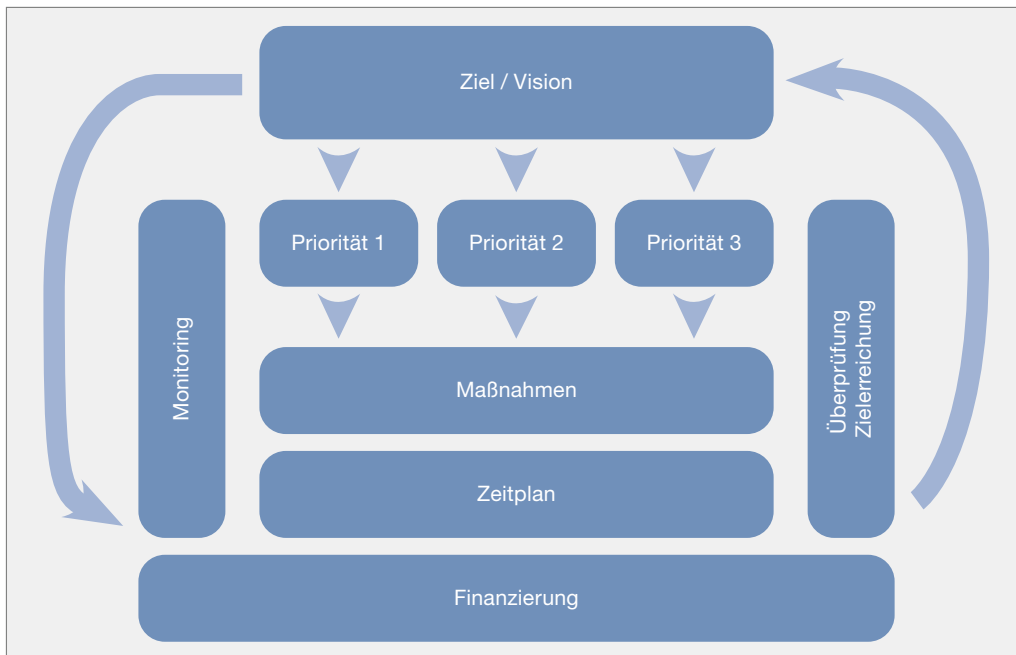 Ziel / Vision
Priorität 1
Priorität 2
Priorität 3
Monitoring
Maßnahmen
Zeitplan
Überprüfung
Zielerreichung
Finanzierung